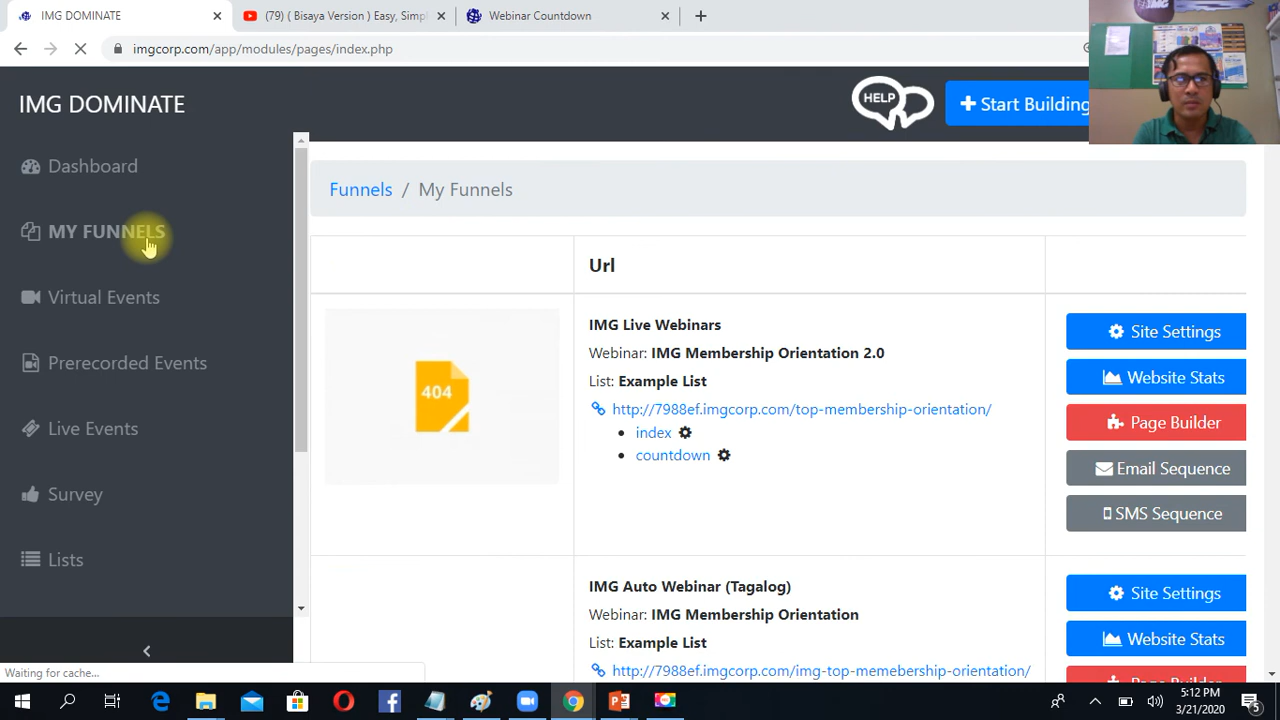 IMG DOMINATE
(79) ( Bisaya Version ) Easy, Simpl
Webinar Countdown
imgcorp.com/app/modules/pages/index.php
IMG DOMINATE
HELP
Start Building
Dashboard
MY FUNNELS
Virtual Events
Prerecorded Events
Live Events
Survey
Lists
Funnels / My Funnels
Url
404
IMG Live Webinars
Webinar: IMG Membership Orientation 2.0
List: Example List
http://7988ef.imgcorp.com/top-membership-orientation/
index
countdown
Site Settings
Website Stats
Page Builder
Email Sequence
SMS Sequence
IMG Auto Webinar (Tagalog)
Webinar: IMG Membership Orientation
List: Example List
http://7988ef.imgcorp.com/img-top-memebership-orientation/
Site Settings
Website Stats
Page Builder
Waiting for cache...
5:12 PM
3/21/2020
5